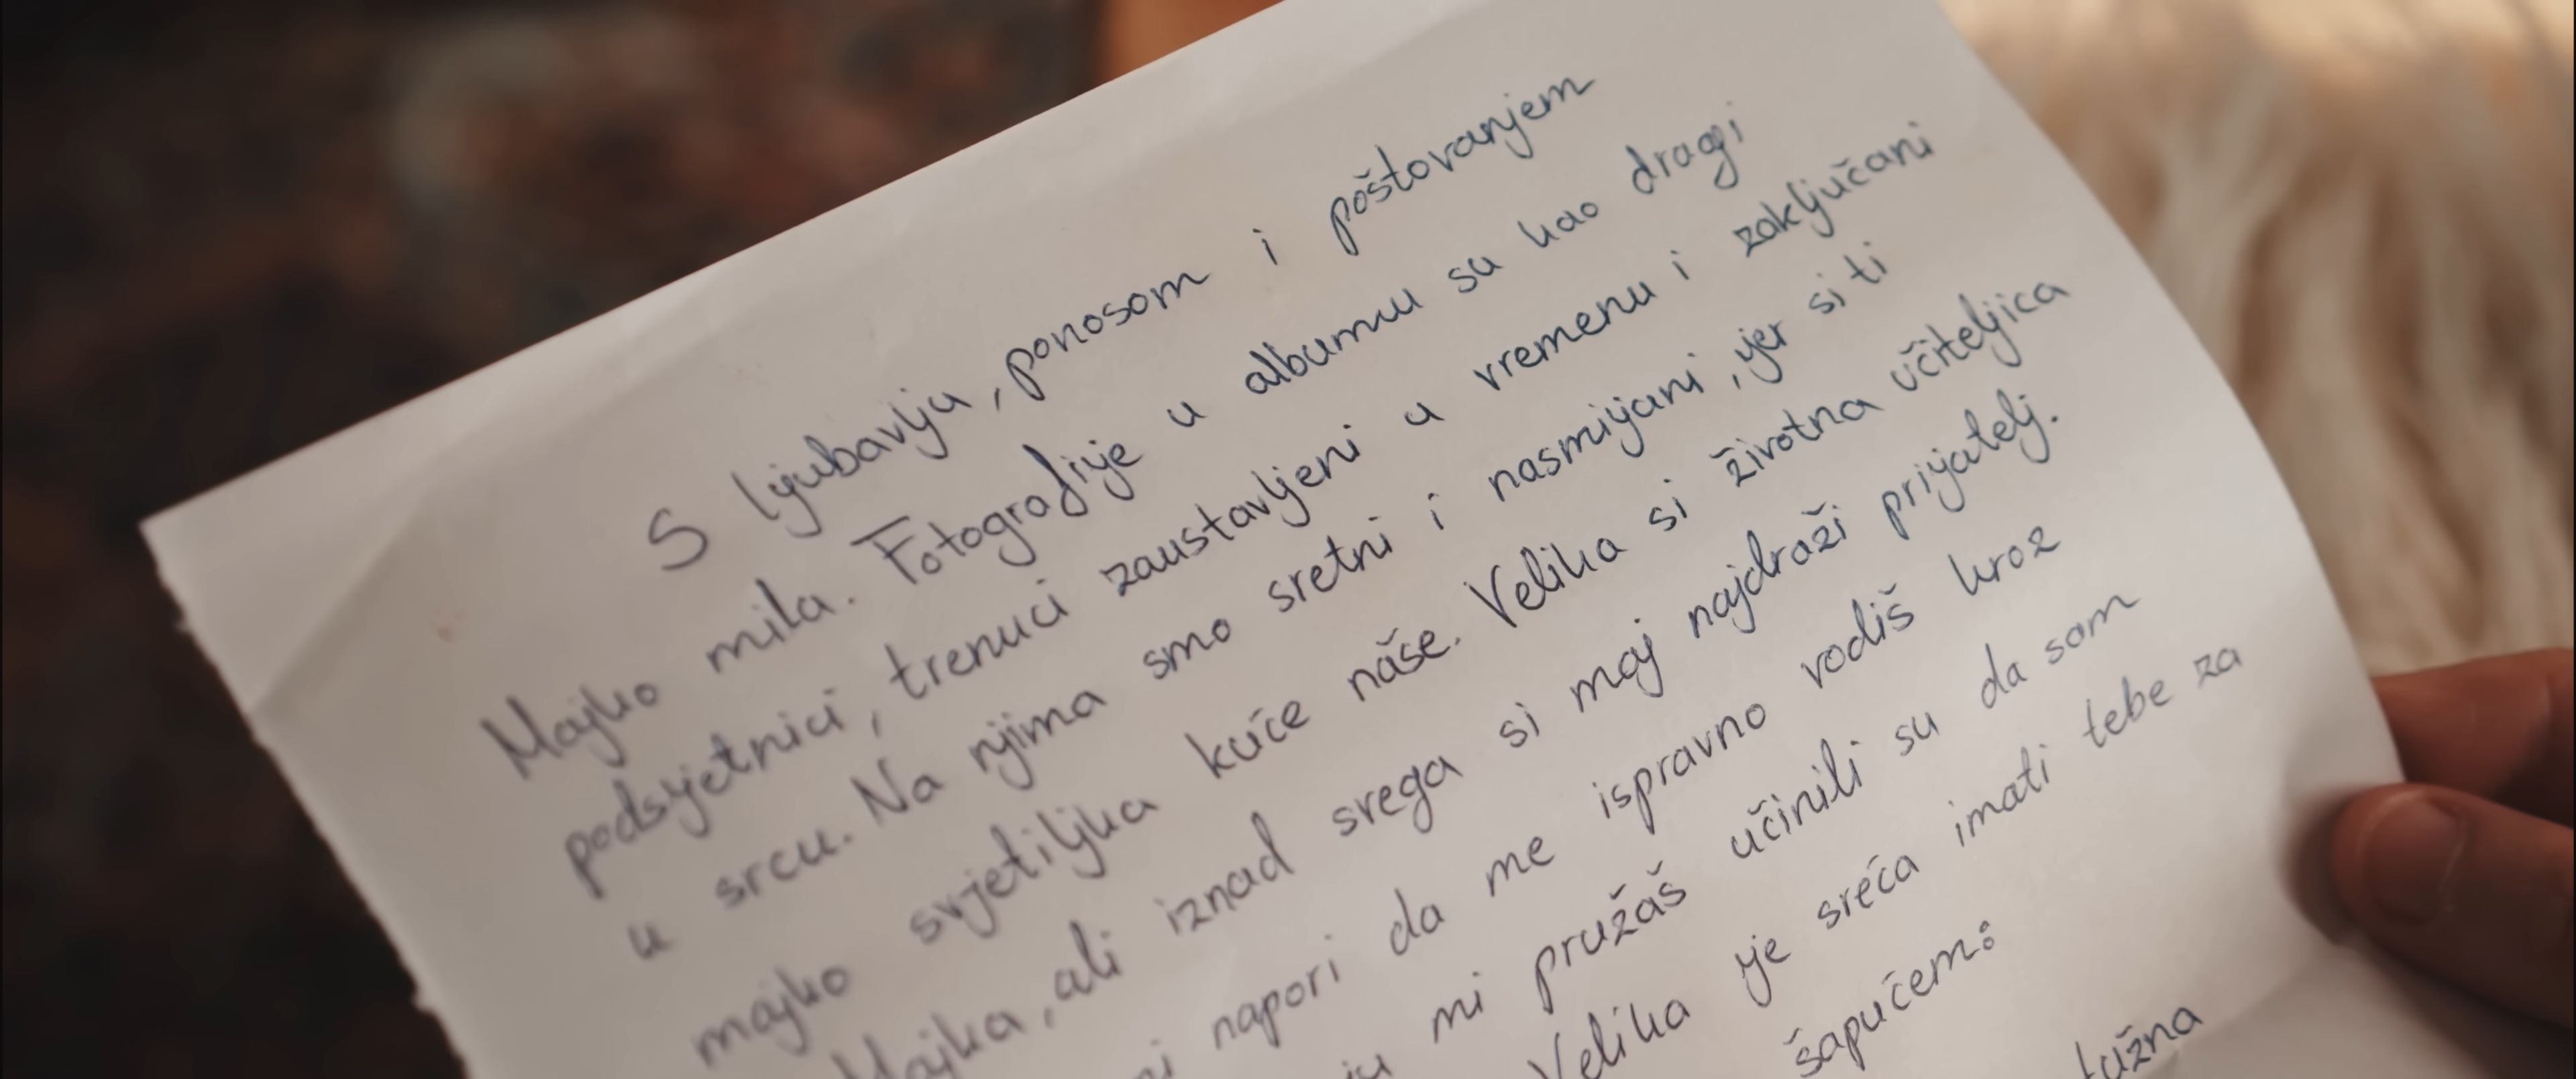 S ljubavlju, ponosom i poštovanjem
Majko mila. Fotografije u albumu su kao dragi
podsjetnici, trenuci zaustavljeni u vremenu i zaključani
u srcu. Na njima smo sretni i nasmijani, jer si ti
majko svjetiljka kuće naše. Velika si životna učiteljica
Majka, ali iznad svega si moj najdraži prijatelj.
napori da me ispravno vodiš kroz
mi pružaš učinili su da sam
Velika je sreća imati tebe za
šapućem:
tužna